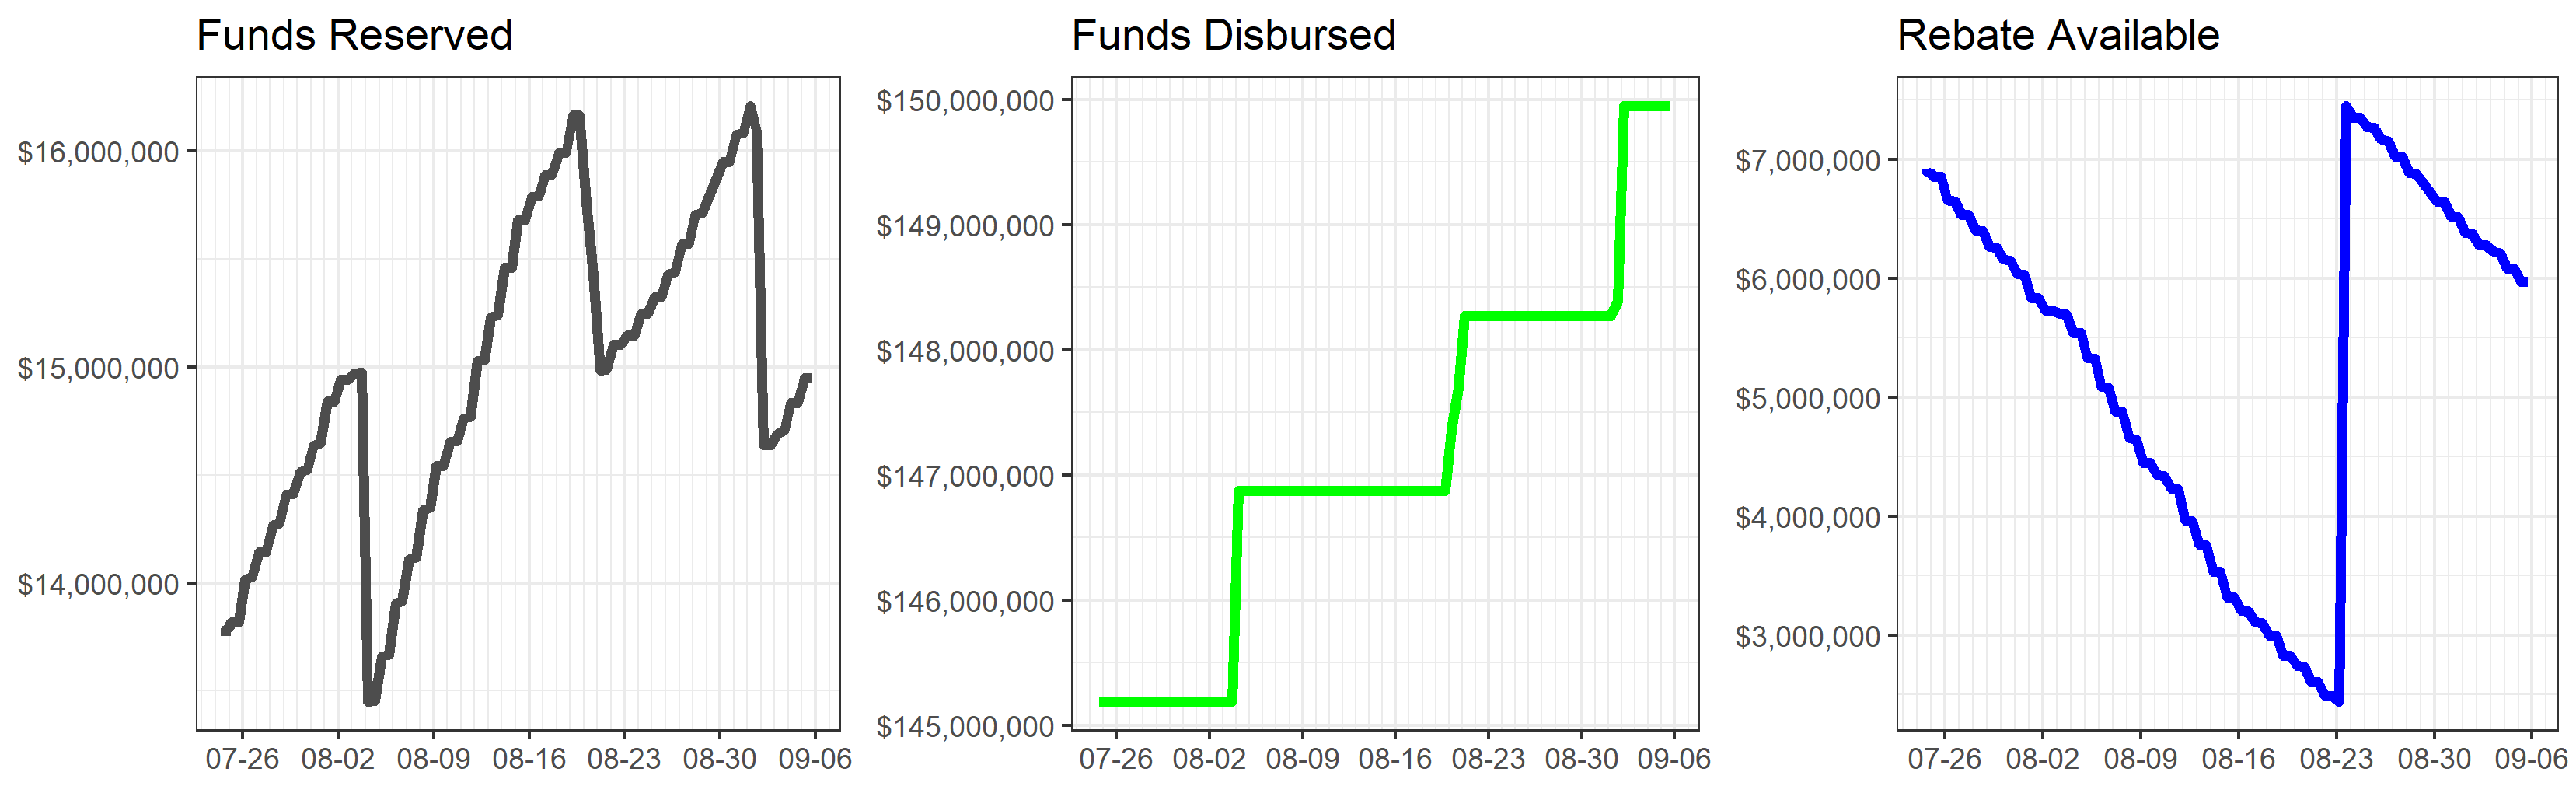 Funds Reserved
$16,000,000
$15,000,000
$14,000,000
07-26 08-02 08-09 08-16 08-23 08-30 09-06
Funds Disbursed
$150,000,000
$149,000,000
$148,000,000
$147,000,000
$146,000,000
$145,000,000
07-26 08-02 08-09 08-16 08-23 08-30 09-06
Rebate Available
$7,000,000
$6,000,000
$5,000,000
$4,000,000
$3,000,000
07-26 08-02 08-09 08-16 08-23 08-30 09-06